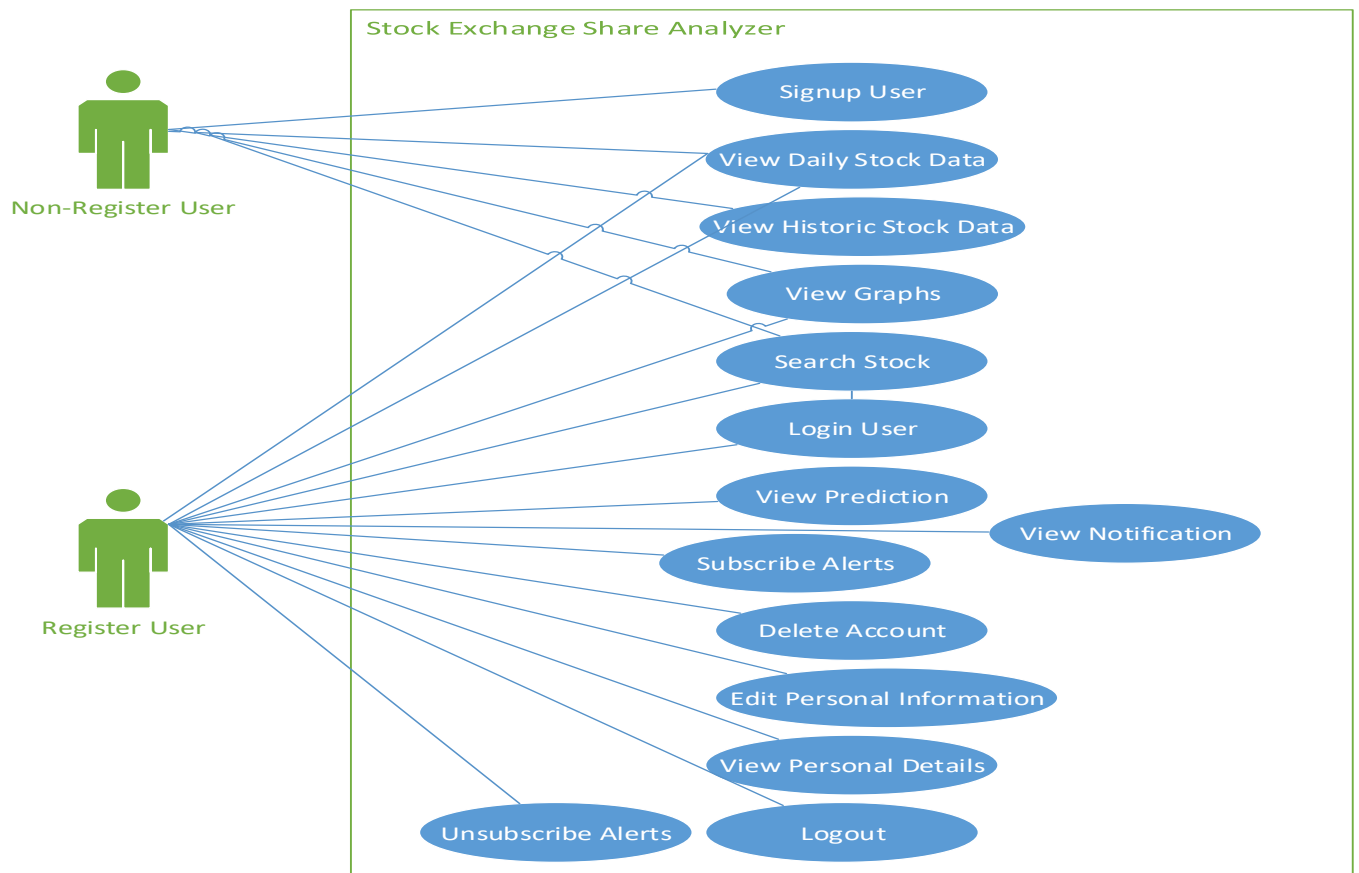 Stock Exchange Share Analyzer
Signup User
View Daily Stock Data
Non-Register User
View Historic Stock Data
View Graphs
Search Stock
Login User
View Prediction
View Notification
Subscribe Alerts
Register User
Delete Account
Edit Personal Information
View Personal Details
Unsubscribe Alerts
Logout